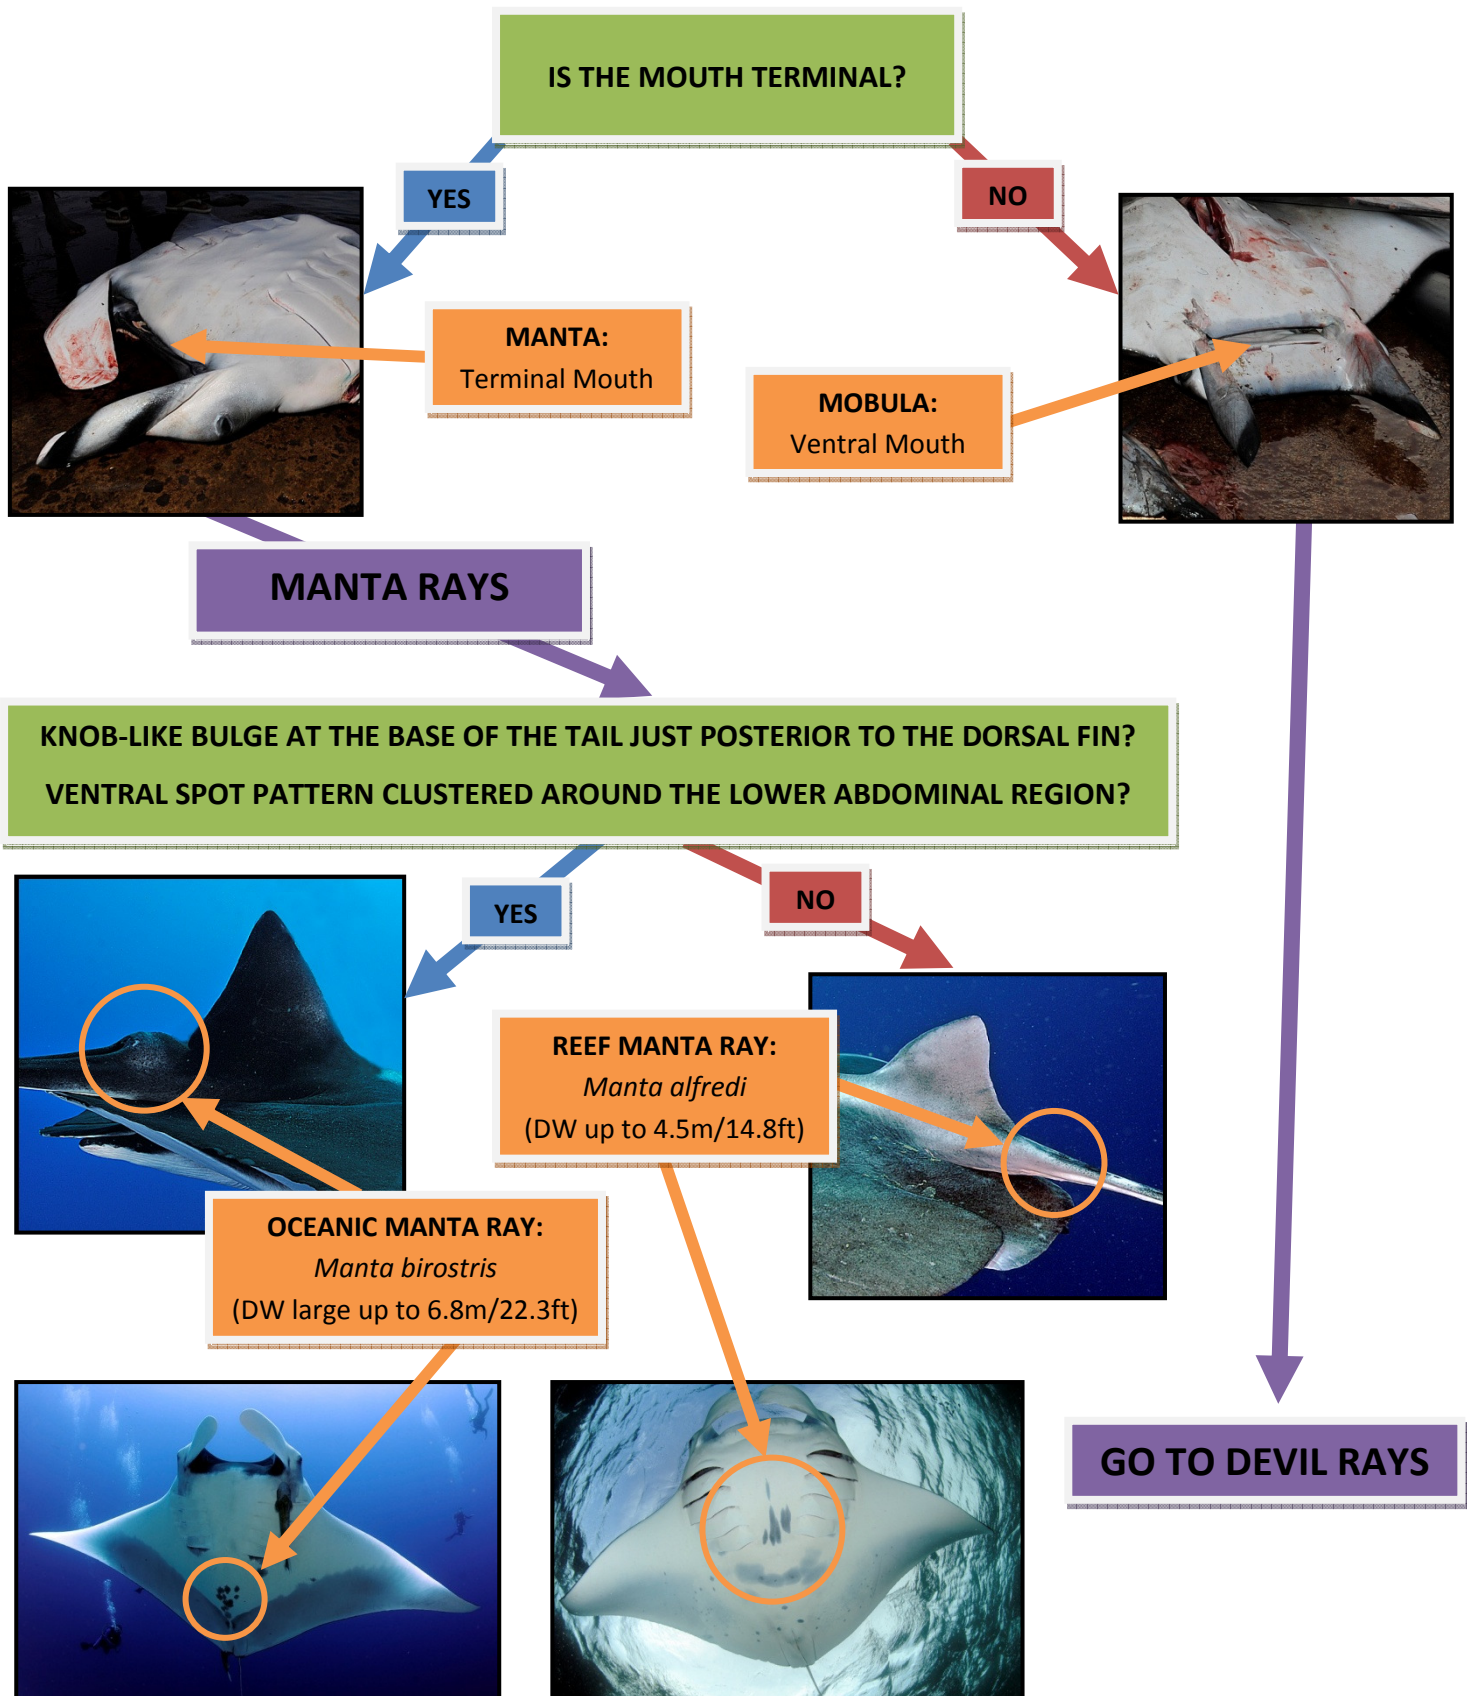 IS THE MOUTH TERMINAL?
YES
NO
MANTA:
Terminal Mouth
MOBULA:
Ventral Mouth
MANTA RAYS
KNOB-LIKE BULGE AT THE BASE OF THE TAIL JUST POSTERIOR TO THE DORSAL FIN?
VENTRAL SPOT PATTERN CLUSTERED AROUND THE LOWER ABDOMINAL REGION?
YES
NO
REEF MANTA RAY:
Manta alfredi
(DW up to 4.5m/14.8ft)
OCEANIC MANTA RAY:
Manta birostris
(DW large up to 6.8m/22.3ft)
GO TO DEVIL RAYS